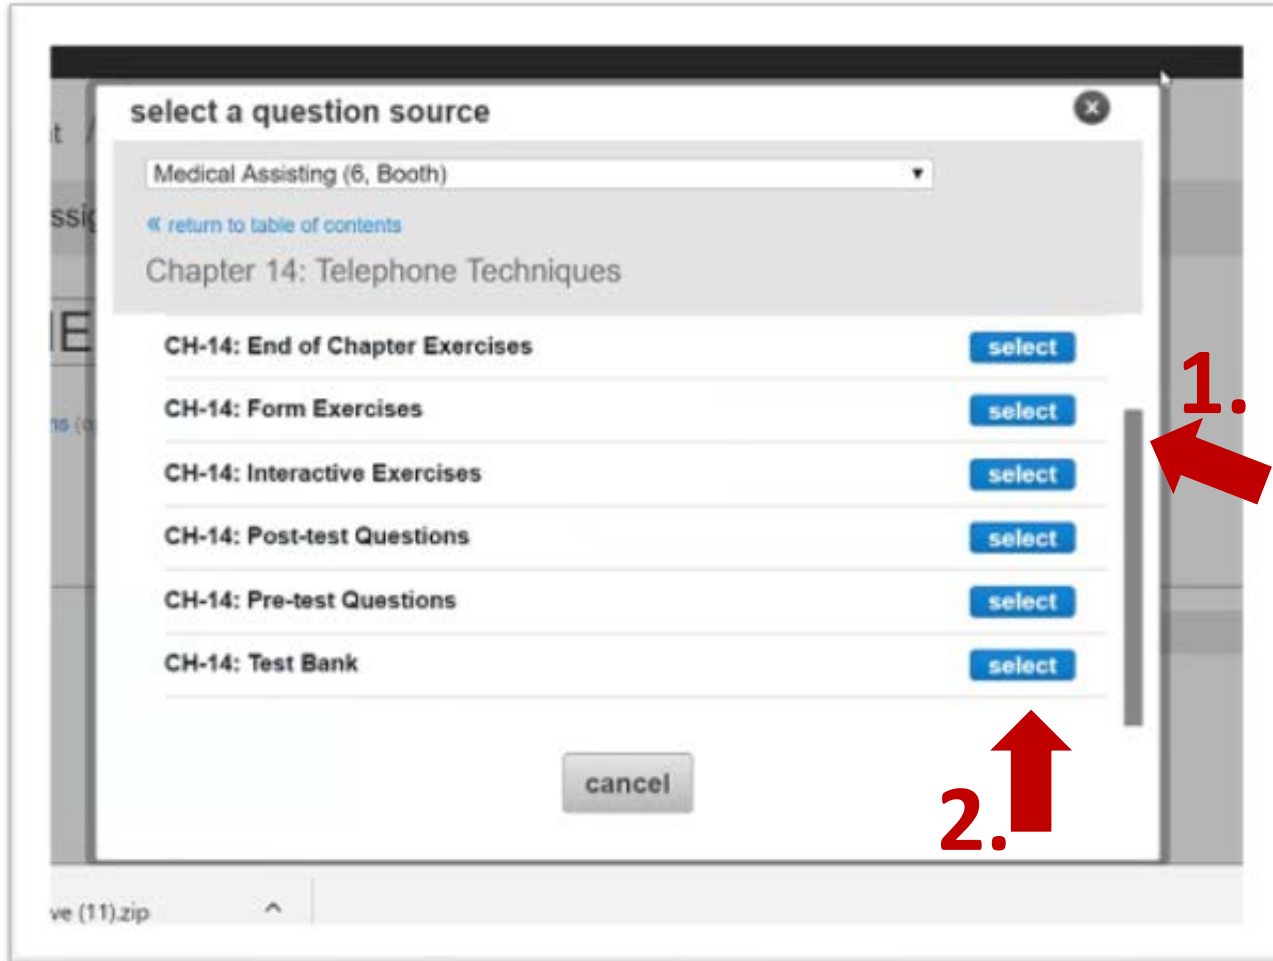 select a question source
Medical Assisting (6, Booth)
« return to table of contents
Chapter 14: Telephone Techniques
CH-14: End of Chapter Exercises select
CH-14: Form Exercises select
CH-14: Interactive Exercises select
CH-14: Post-test Questions select
CH-14: Pre-test Questions select
CH-14: Test Bank select
cancel
1.
2.
ve (11).zip